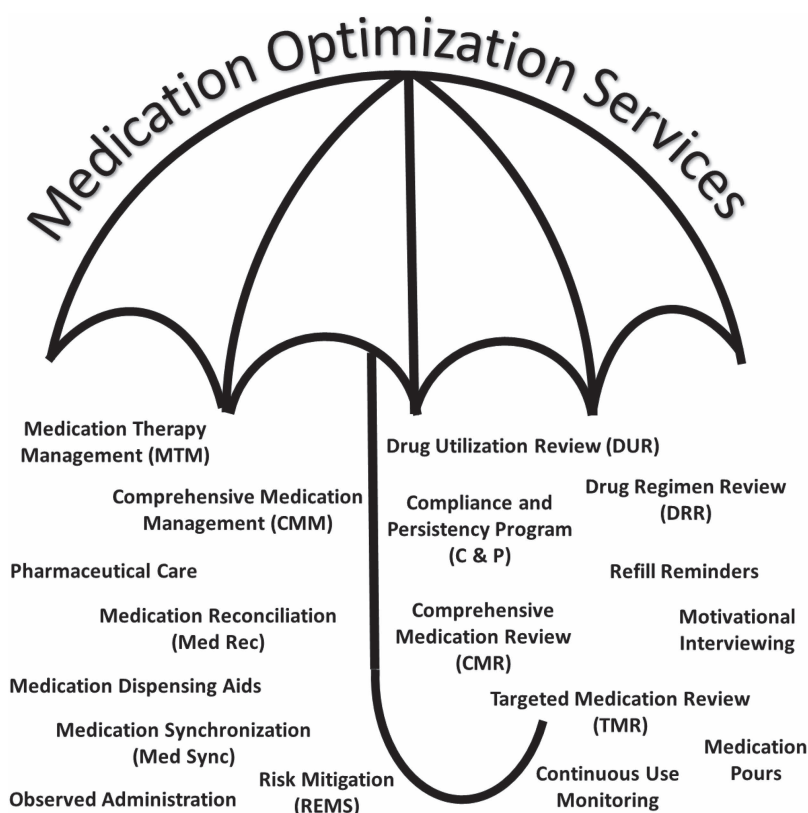 Medication Optimization Services
Medication Therapy
Management (MTM)
Drug Utilization Review (DUR)
Comprehensive Medication
Management (CMM)
Compliance and
Persistency Program
(C & P)
Drug Regimen Review
(DRR)
Pharmaceutical Care
Refill Reminders
Medication Reconciliation
(Med Rec)
Comprehensive
Medication Review
(CMR)
Motivational
Interviewing
Medication Dispensing Aids
Targeted Medication Review
(TMR)
Medication Synchronization
(Med Sync)
Medication
Pours
Risk Mitigation
(REMS)
Continuous Use
Monitoring
Observed Administration